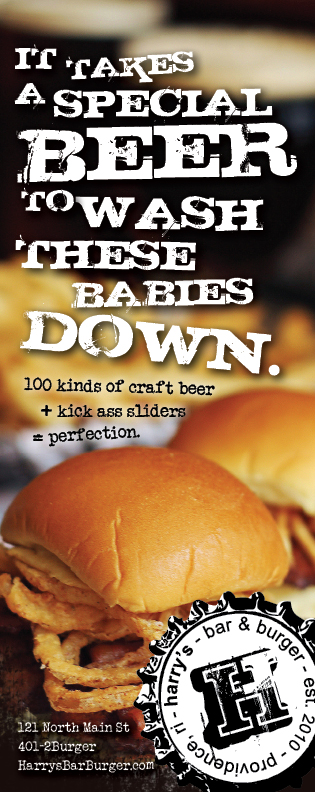 IT TAKES
A SPECIAL
BEER
TO WASH
THESE
BABIES
DOWN.
100 kinds of craft beer
+ kick ass sliders
= perfection.
121 North Main St
401-2Burger
HarrysBarBurger.com
harry's - bar & burger - est. 2010 - providence, ri -
H